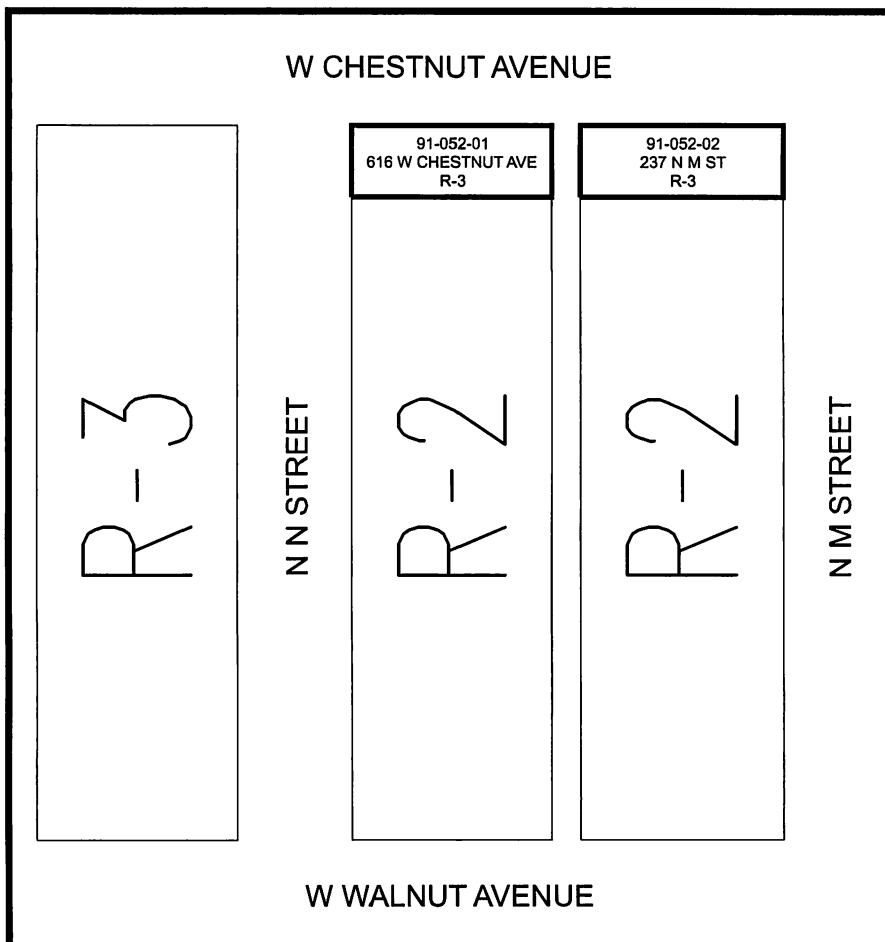 W CHESTNUT AVENUE
91-052-01
616 W CHESTNUT AVE
R-3
91-052-02
237 N M ST
R-3
R-3
N N STREET
R-2
R-2
N M STREET
W WALNUT AVENUE